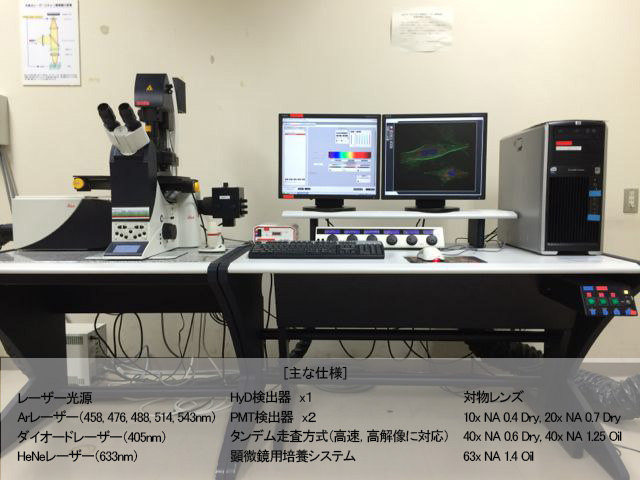 [主な仕様]
レーザー光源
Arレーザー(458, 476, 488, 514, 543nm)
ダイオードレーザー(405nm)
HeNeレーザー(633nm)
HyD検出器 x1
PMT検出器 x2
タンデム走査方式(高速, 高解像に対応)
顕微鏡用培養システム
対物レンズ
10x NA 0.4 Dry, 20x NA 0.7 Dry
40x NA 0.6 Dry, 40x NA 1.25 Oil
63x NA 1.4 Oil